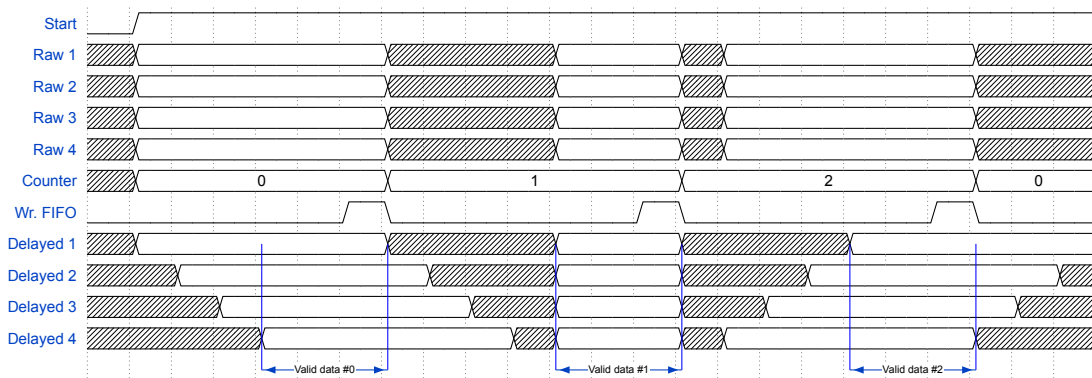 Start
Raw 1
Raw 2
Raw 3
Raw 4
Counter 0 1 2 0
Wr. FIFO
Delayed 1
Delayed 2
Delayed 3
Delayed 4
Valid data #0 Valid data #1 Valid data #2